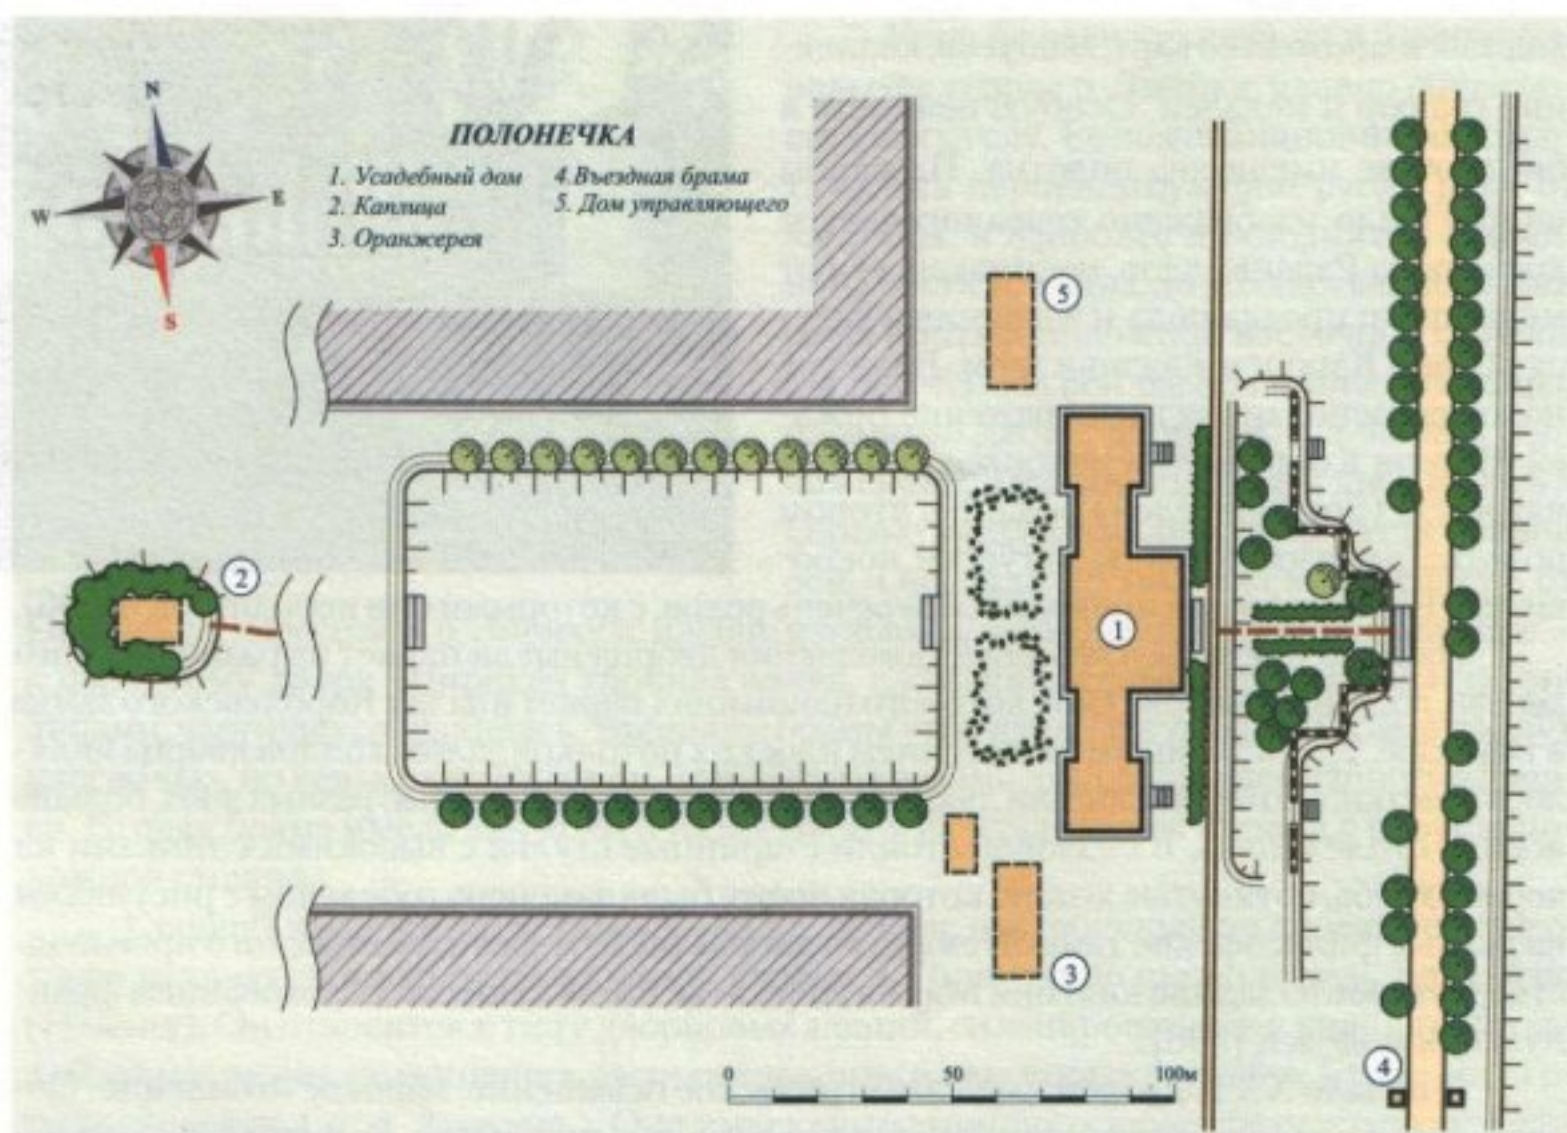 N
W
E
S
ПОЛОНЕЧКА
1. Усадебный дом
2. Каплица
3. Оранжерея
4. Въездная брама
5. Дом управляющего
5
2
1
3
4
0 50 100м